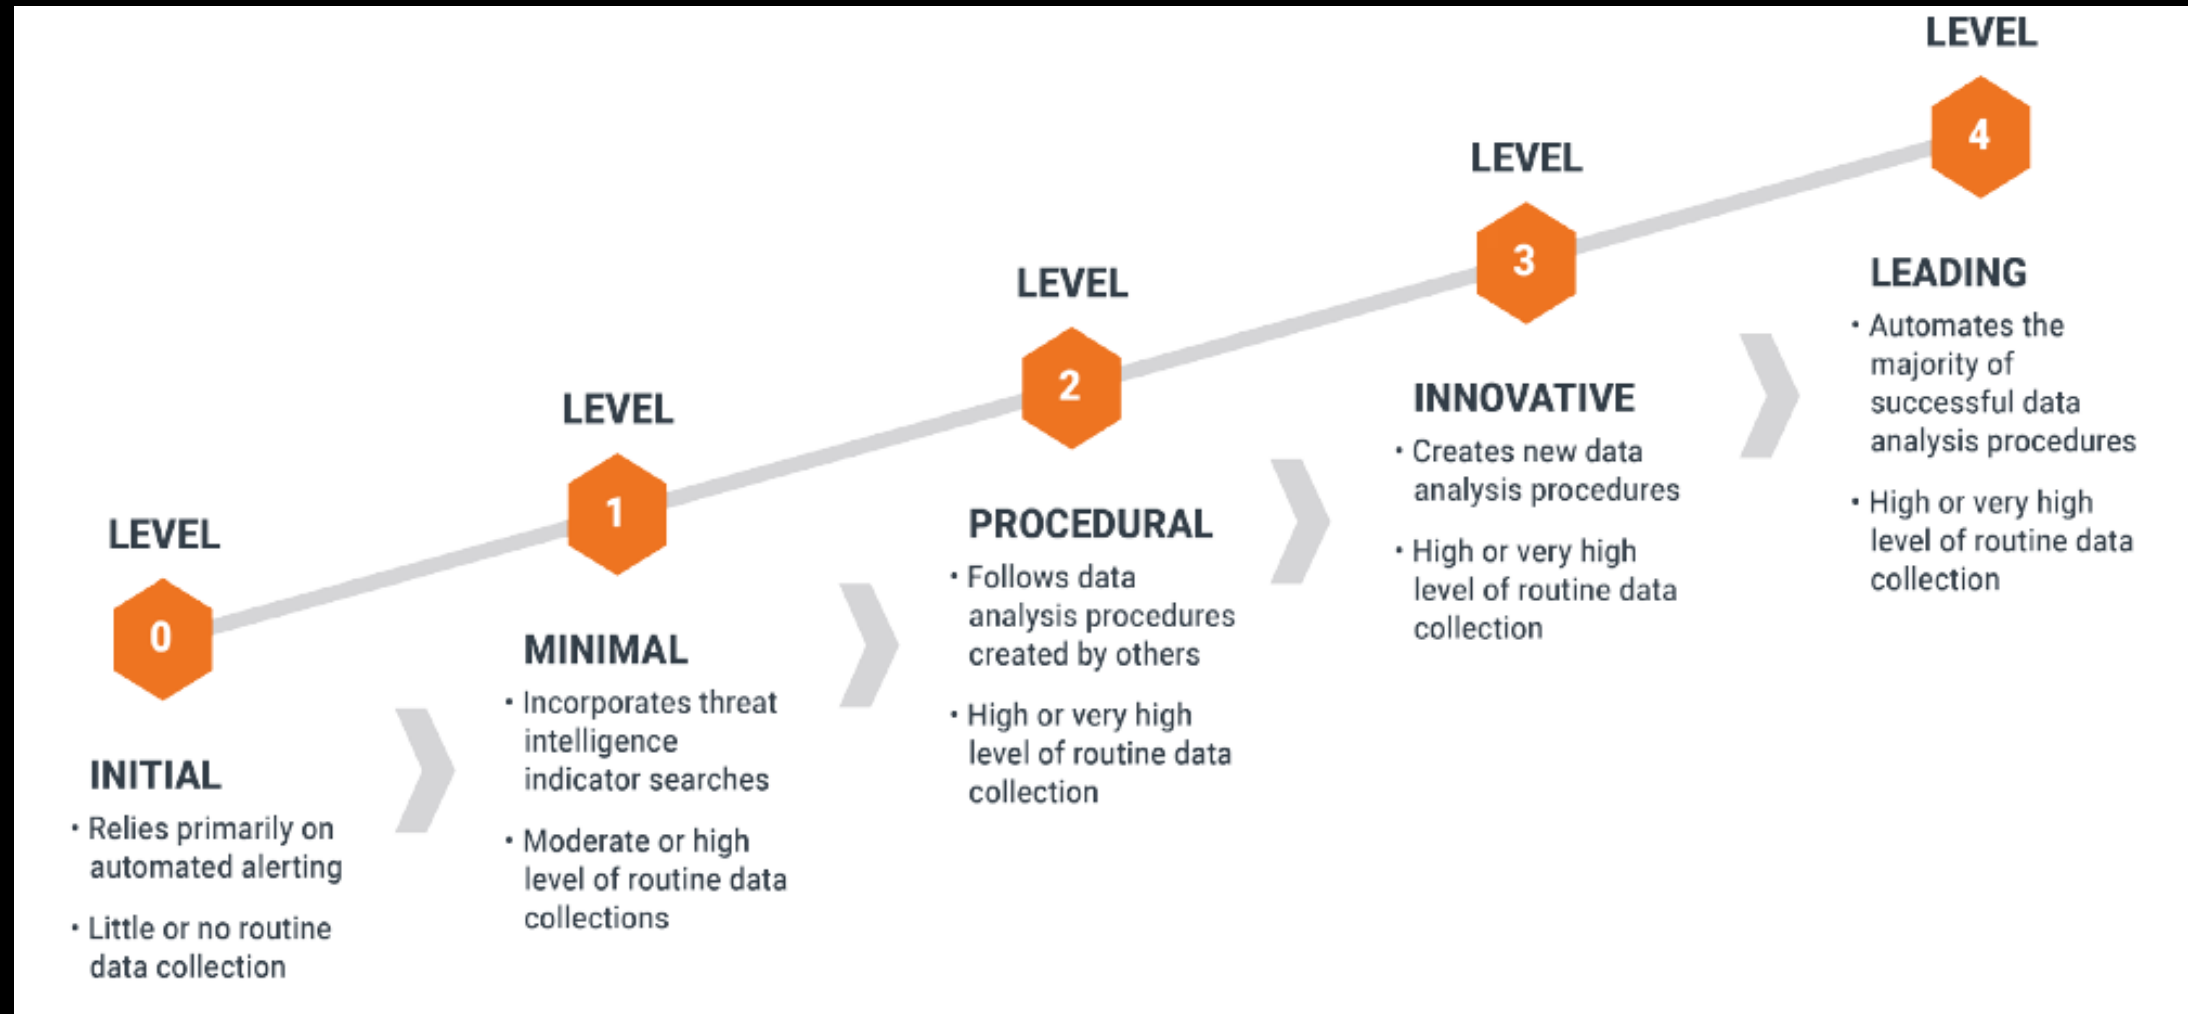 LEVEL
0
INITIAL
• Relies primarily on
automated alerting
• Little or no routine
data collection
LEVEL
1
MINIMAL
• Incorporates threat
intelligence
indicator searches
• Moderate or high
level of routine data
collections
LEVEL
2
PROCEDURAL
• Follows data
analysis procedures
created by others
• High or very high
level of routine data
collection
LEVEL
3
INNOVATIVE
• Creates new data
analysis procedures
• High or very high
level of routine data
collection
LEVEL
4
LEADING
• Automates the
majority of
successful data
analysis procedures
• High or very high
level of routine data
collection